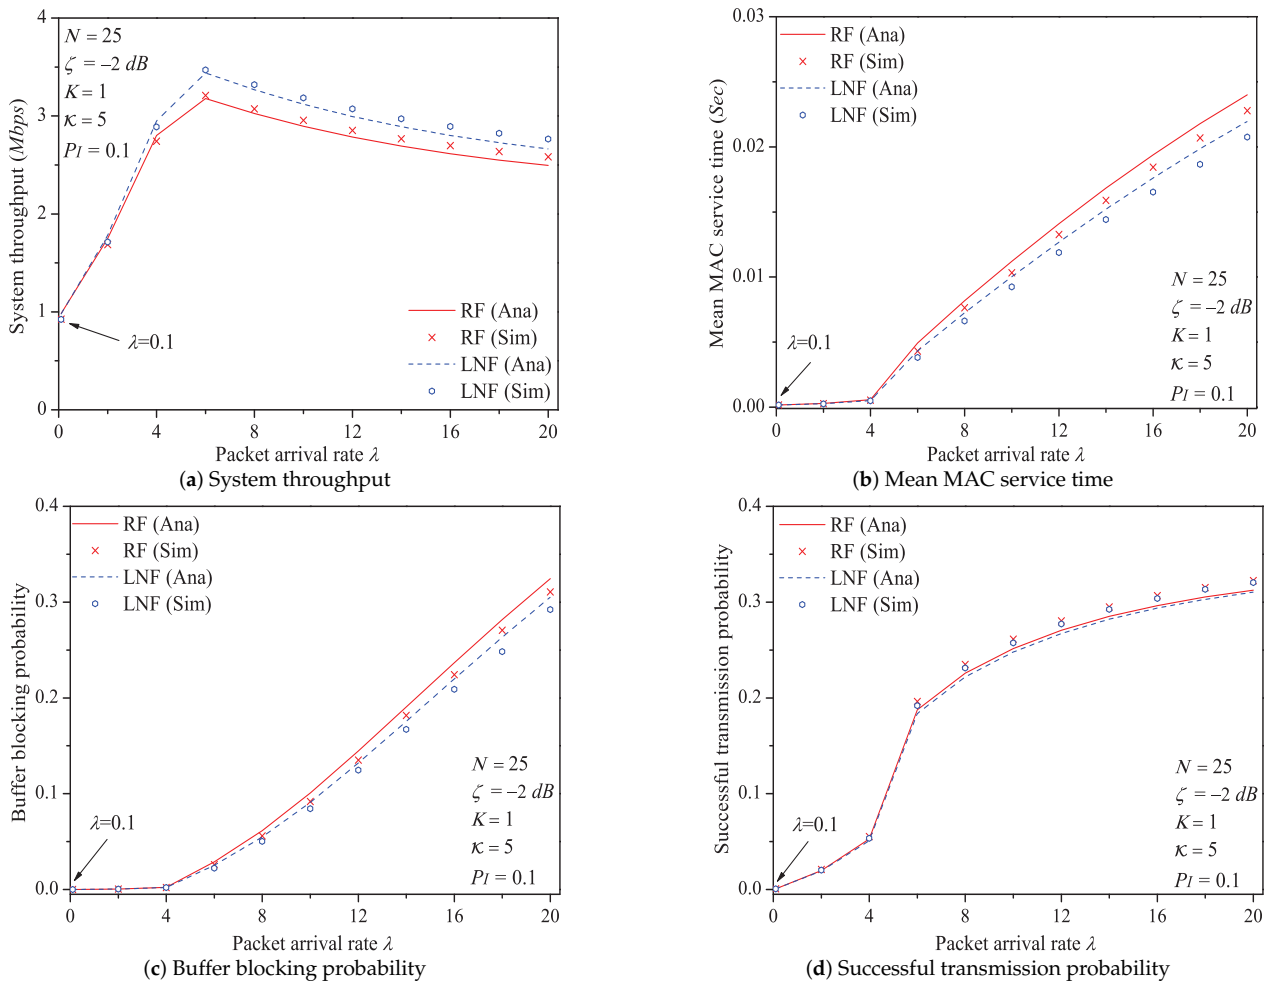 4
3
2
1
0
System throughput (Mbps)
N = 25
ζ = –2 dB
K = 1
κ = 5
PI = 0.1
RF (Ana)
RF (Sim)
LNF (Ana)
LNF (Sim)
λ=0.1
0 4 8 12 16 20
Packet arrival rate λ
(a) System throughput
0.03
0.02
0.01
0.00
Mean MAC service time (Sec)
RF (Ana)
RF (Sim)
LNF (Ana)
LNF (Sim)
λ=0.1
N = 25
ζ = –2 dB
K = 1
κ = 5
PI = 0.1
0 4 8 12 16 20
Packet arrival rate λ
(b) Mean MAC service time
0.4
0.3
0.2
0.1
0.0
Buffer blocking probability
RF (Ana)
RF (Sim)
LNF (Ana)
LNF (Sim)
λ=0.1
N = 25
ζ = –2 dB
K = 1
κ = 5
PI = 0.1
0 4 8 12 16 20
Packet arrival rate λ
(c) Buffer blocking probability
0.4
0.3
0.2
0.1
0.0
Successful transmission probability
RF (Ana)
RF (Sim)
LNF (Ana)
LNF (Sim)
λ=0.1
N = 25
ζ = –2 dB
K = 1
κ = 5
PI = 0.1
0 4 8 12 16 20
Packet arrival rate λ
(d) Successful transmission probability